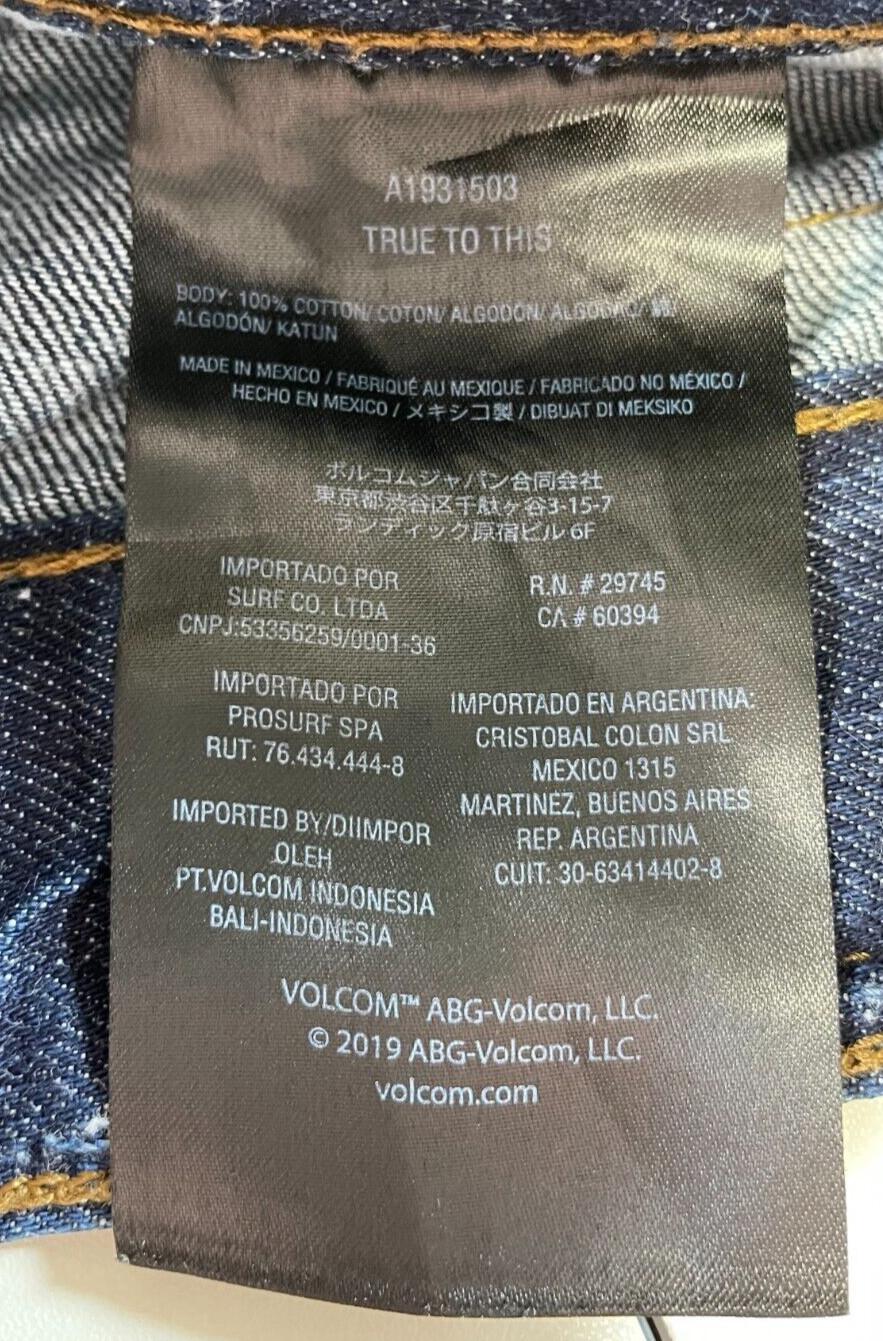 A1931503
TRUE TO THIS
BODY: 100% COTTON/ COTON/ ALGODÓN/ ALGODÃO/ 綿/
ALGODÓN/ KATUN
MADE IN MEXICO / FABRIQUÉ AU MEXIQUE / FABRICADO NO MÉXICO /
HECHO EN MEXICO / メキシコ製 / DIBUAT DI MEKSIKO
ボルコムジャパン合同会社
東京都渋谷区千駄ヶ谷3-15-7
ランディック原宿ビル 6F
IMPORTADO POR
SURF CO. LTDA
CNPJ:53356259/0001-36
R.N. # 29745
CA # 60394
IMPORTADO POR
PROSURF SPA
RUT: 76.434.444-8
IMPORTADO EN ARGENTINA:
CRISTOBAL COLON SRL
MEXICO 1315
MARTINEZ, BUENOS AIRES
REP. ARGENTINA
CUIT: 30-63414402-8
IMPORTED BY/DIIMPOR
OLEH
PT.VOLCOM INDONESIA
BALI-INDONESIA
VOLCOM™ ABG-Volcom, LLC.
© 2019 ABG-Volcom, LLC.
volcom.com